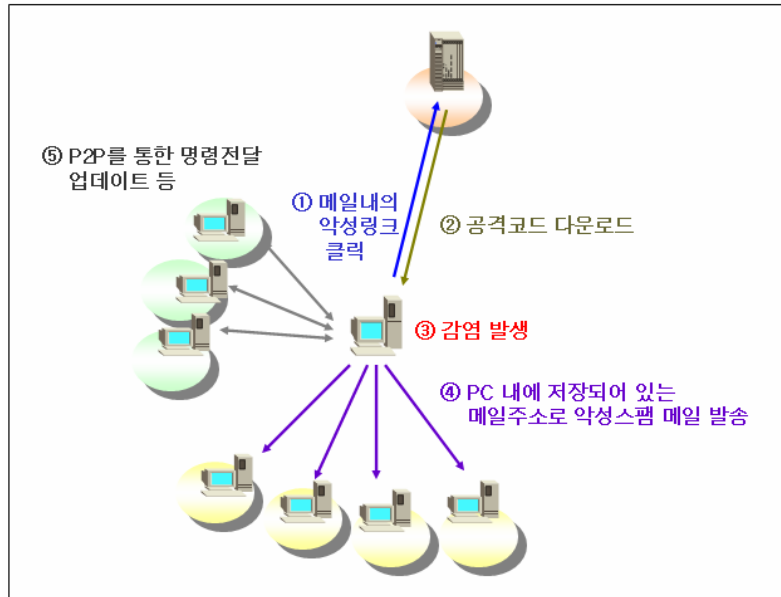 ⑤ P2P를 통한 명령전달
업데이트 등
① 메일내의
악성링크
클릭
② 공격코드 다운로드
③ 감염 발생
④ PC 내에 저장되어 있는
메일주소로 악성스팸 메일 발송